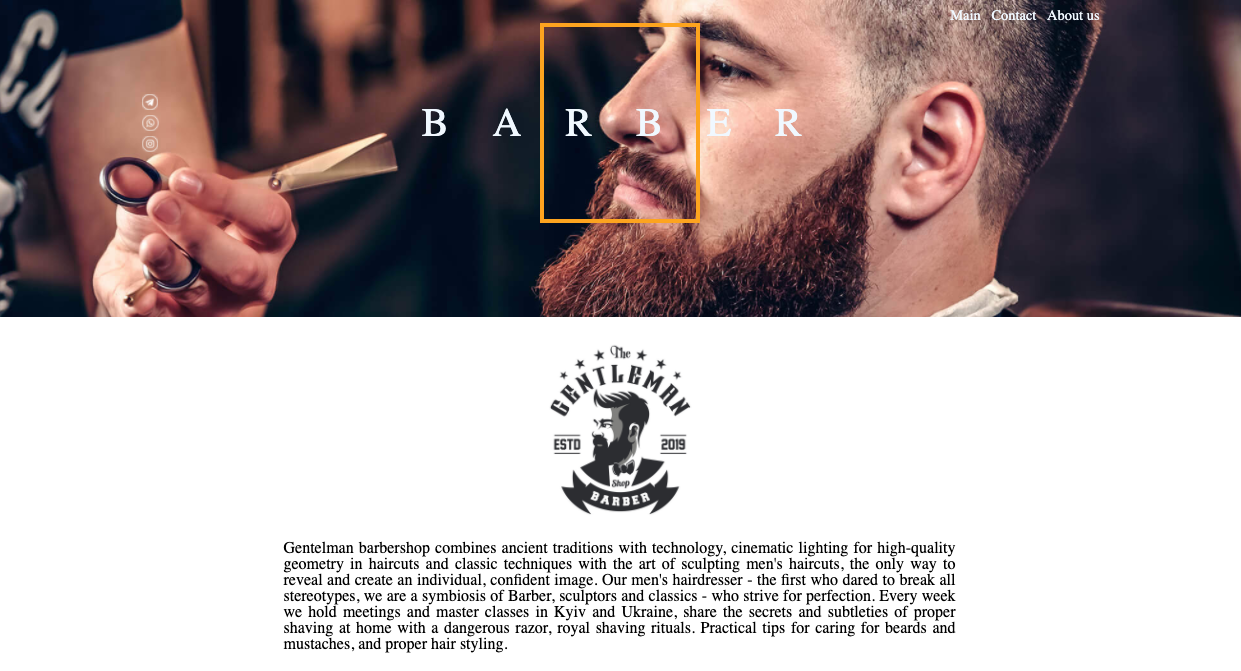 Main Contact About us
BARBER
The
GENTLEMAN
ESTD 2019
Shop
BARBER
Gentelman barbershop combines ancient traditions with technology, cinematic lighting for high-quality
geometry in haircuts and classic techniques with the art of sculpting men's haircuts, the only way to
reveal and create an individual, confident image. Our men's hairdresser - the first who dared to break all
stereotypes, we are a symbiosis of Barber, sculptors and classics - who strive for perfection. Every week
we hold meetings and master classes in Kyiv and Ukraine, share the secrets and subtleties of proper
shaving at home with a dangerous razor, royal shaving rituals. Practical tips for caring for beards and
mustaches, and proper hair styling.